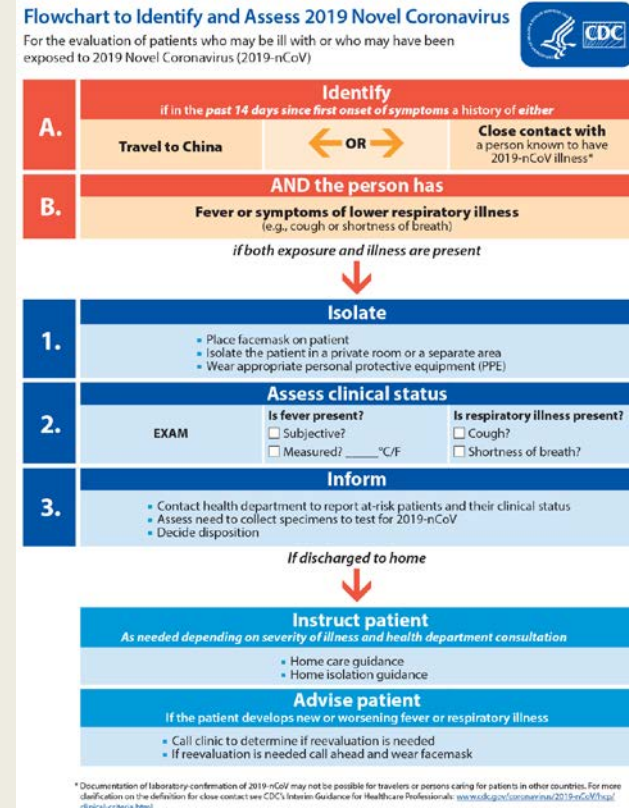 Flowchart to Identify and Assess 2019 Novel Coronavirus
For the evaluation of patients who may be ill with or who may have been
exposed to 2019 Novel Coronavirus (2019-nCoV)
CDC
A.
Identify
if in the past 14 days since first onset of symptoms a history of either
Travel to China
OR
Close contact with
a person known to have
2019-nCoV illness*
B.
AND the person has
Fever or symptoms of lower respiratory illness
(e.g., cough or shortness of breath)
if both exposure and illness are present
1.
Isolate
▪ Place facemask on patient
▪ Isolate the patient in a private room or a separate area
▪ Wear appropriate personal protective equipment (PPE)
2.
Assess clinical status
EXAM
Is fever present?
☐ Subjective?
☐ Measured? _____°C/F
Is respiratory illness present?
☐ Cough?
☐ Shortness of breath?
3.
Inform
▪ Contact health department to report at-risk patients and their clinical status
▪ Assess need to collect specimens to test for 2019-nCoV
▪ Decide disposition
If discharged to home
Instruct patient
As needed depending on severity of illness and health department consultation
▪ Home care guidance
▪ Home isolation guidance
Advise patient
If the patient develops new or worsening fever or respiratory illness
▪ Call clinic to determine if reevaluation is needed
▪ If reevaluation is needed call ahead and wear facemask
* Documentation of laboratory-confirmation of 2019-nCoV may not be possible for travelers or persons caring for patients in other countries. For more
clarification on the definition for close contact see CDC's Interim Guidance for Healthcare Professionals: www.cdc.gov/coronavirus/2019-nCoV/hcp/
clinical-criteria.html